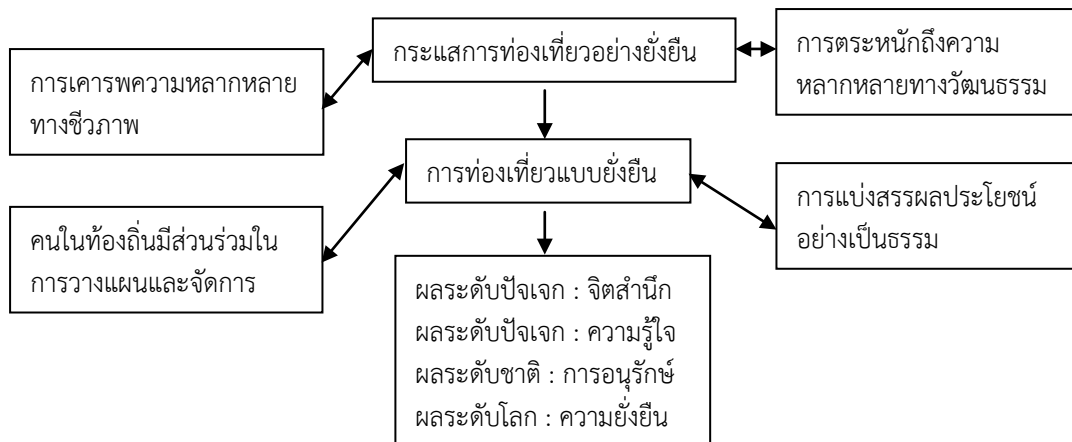 กระแสการท่องเที่ยวอย่างยั่งยืน
การตระหนักถึงความ
หลากหลายทางวัฒนธรรม
การเคารพความหลากหลาย
ทางชีวภาพ
การท่องเที่ยวแบบยั่งยืน
การแบ่งสรรผลประโยชน์
อย่างเป็นธรรม
คนในท้องถิ่นมีส่วนร่วมใน
การวางแผนและจัดการ
ผลระดับปัจเจก : จิตสำนึก
ผลระดับปัจเจก : ความรู้ใจ
ผลระดับชาติ : การอนุรักษ์
ผลระดับโลก : ความยั่งยืน